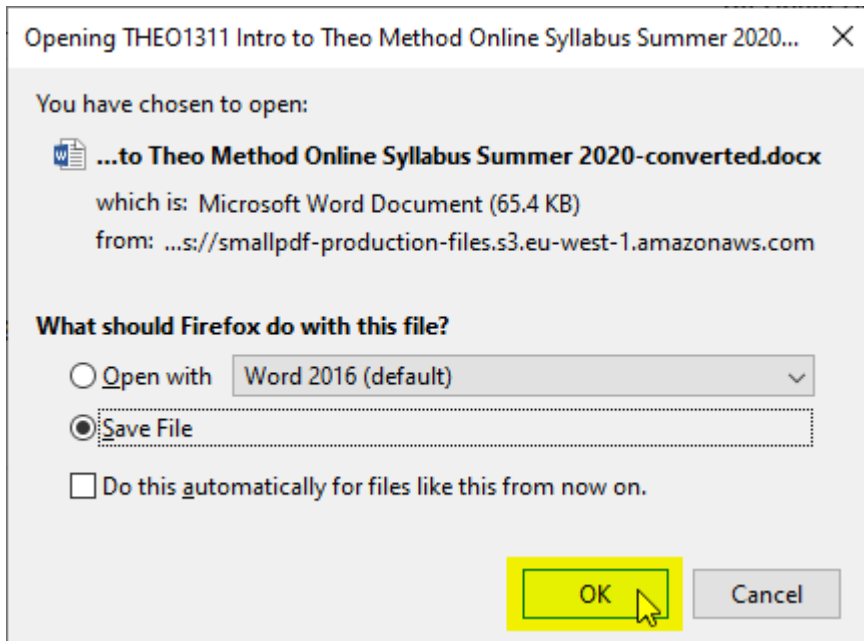 Opening THEO1311 Intro to Theo Method Online Syllabus Summer 2020...
You have chosen to open:
...to Theo Method Online Syllabus Summer 2020-converted.docx
which is: Microsoft Word Document (65.4 KB)
from: ...s://smallpdf-production-files.s3.eu-west-1.amazonaws.com
What should Firefox do with this file?
Open with Word 2016 (default)
Save File
Do this automatically for files like this from now on.
OK Cancel